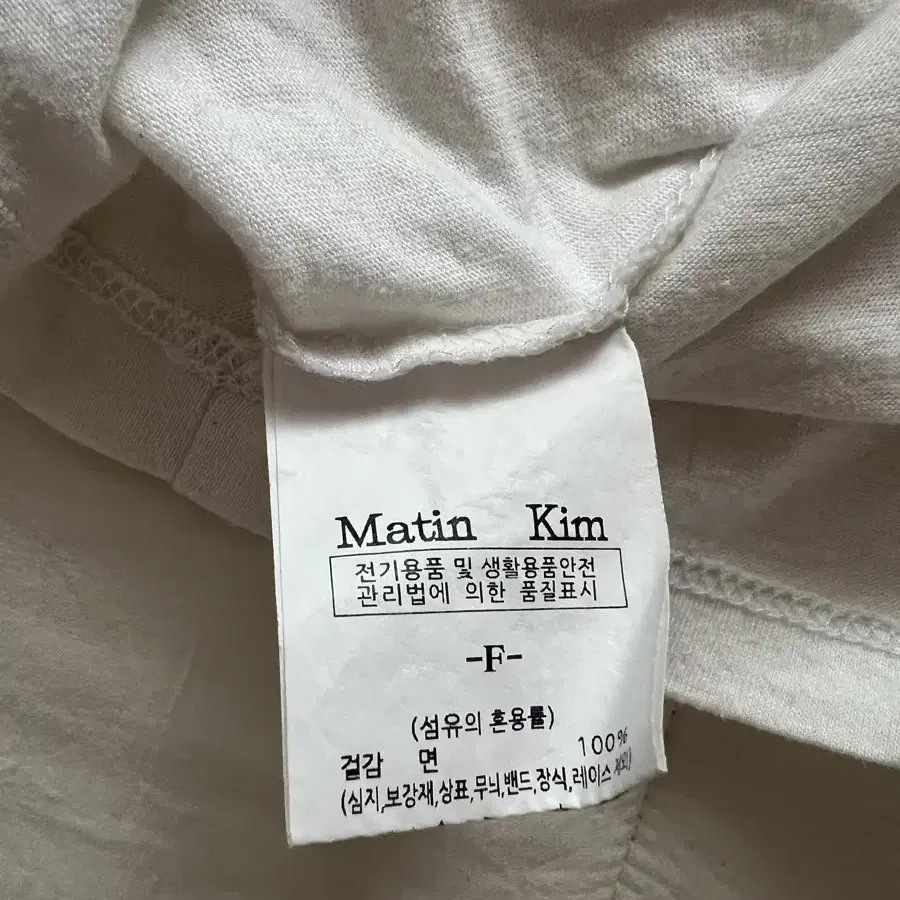 Matin Kim
전기용품 및 생활용품안전
관리법에 의한 품질표시
-F-
(섬유의 혼용률)
겉감 면 100%
(심지,보강재,상표,무늬,밴드,장식,레이스 제외)